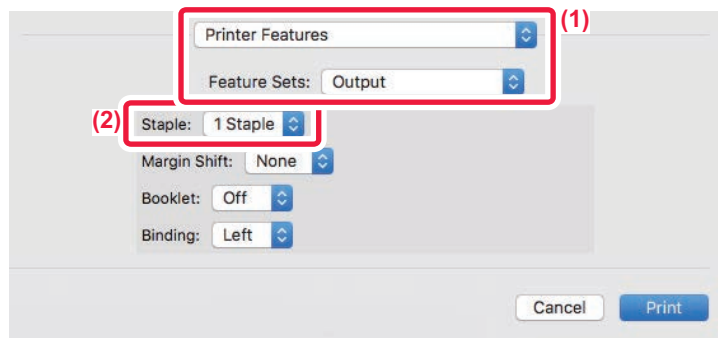 Printer Features
(1)
Feature Sets: Output
(2)
Staple: 1 Staple
Margin Shift: None
Booklet: Off
Binding: Left
Cancel Print